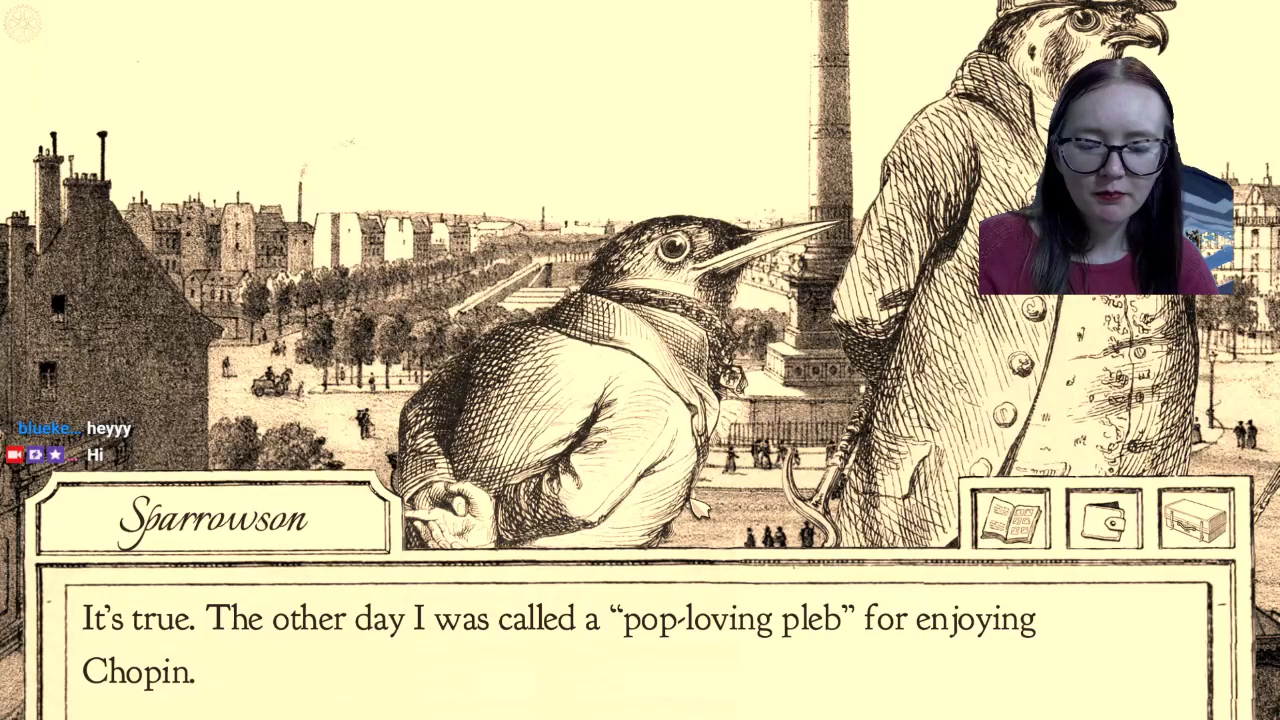 blueke... heyyy
Hi
Sparrowson
It's true. The other day I was called a “pop-loving pleb” for enjoying
Chopin.